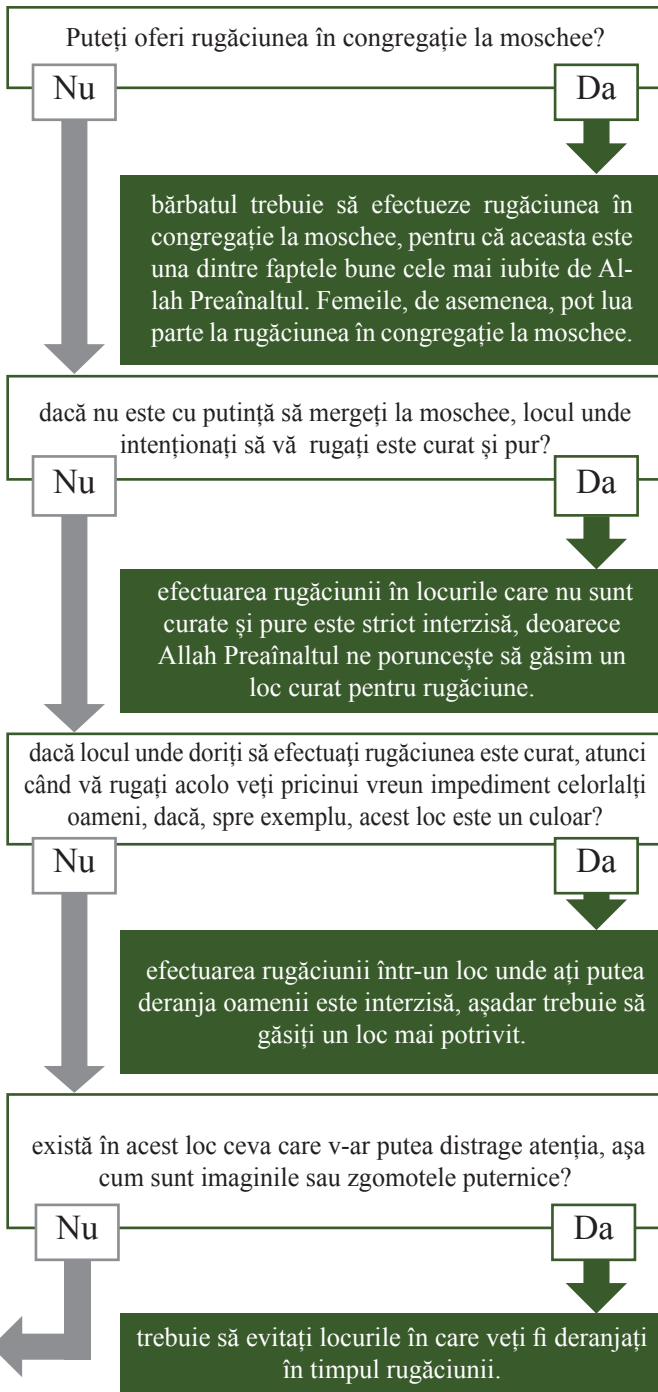 Puteți oferi rugăciunea în congregație la moschee?
Nu
Da
bărbatul trebuie să efectueze rugăciunea în
congregație la moschee, pentru că aceasta este
una dintre faptele bune cele mai iubite de Al-
lah Preaînaltul. Femeile, de asemenea, pot lua
parte la rugăciunea în congregație la moschee.
dacă nu este cu putință să mergeți la moschee, locul unde
intenționați să vă  rugați este curat și pur?
Nu
Da
efectuarea rugăciunii în locurile care nu sunt
curate și pure este strict interzisă, deoarece
Allah Preaînaltul ne poruncește să găsim un
loc curat pentru rugăciune.
dacă locul unde doriți să efectuați rugăciunea este curat, atunci
când vă rugați acolo veți pricinui vreun impediment celorlalți
oameni, dacă, spre exemplu, acest loc este un culoar?
Nu
Da
efectuarea rugăciunii într-un loc unde ați putea
deranja oamenii este interzisă, așadar trebuie să
găsiți un loc mai potrivit.
există în acest loc ceva care v-ar putea distrage atenția, așa
cum sunt imaginile sau zgomotele puternice?
Nu
Da
trebuie să evitați locurile în care veți fi deranjați
în timpul rugăciunii.